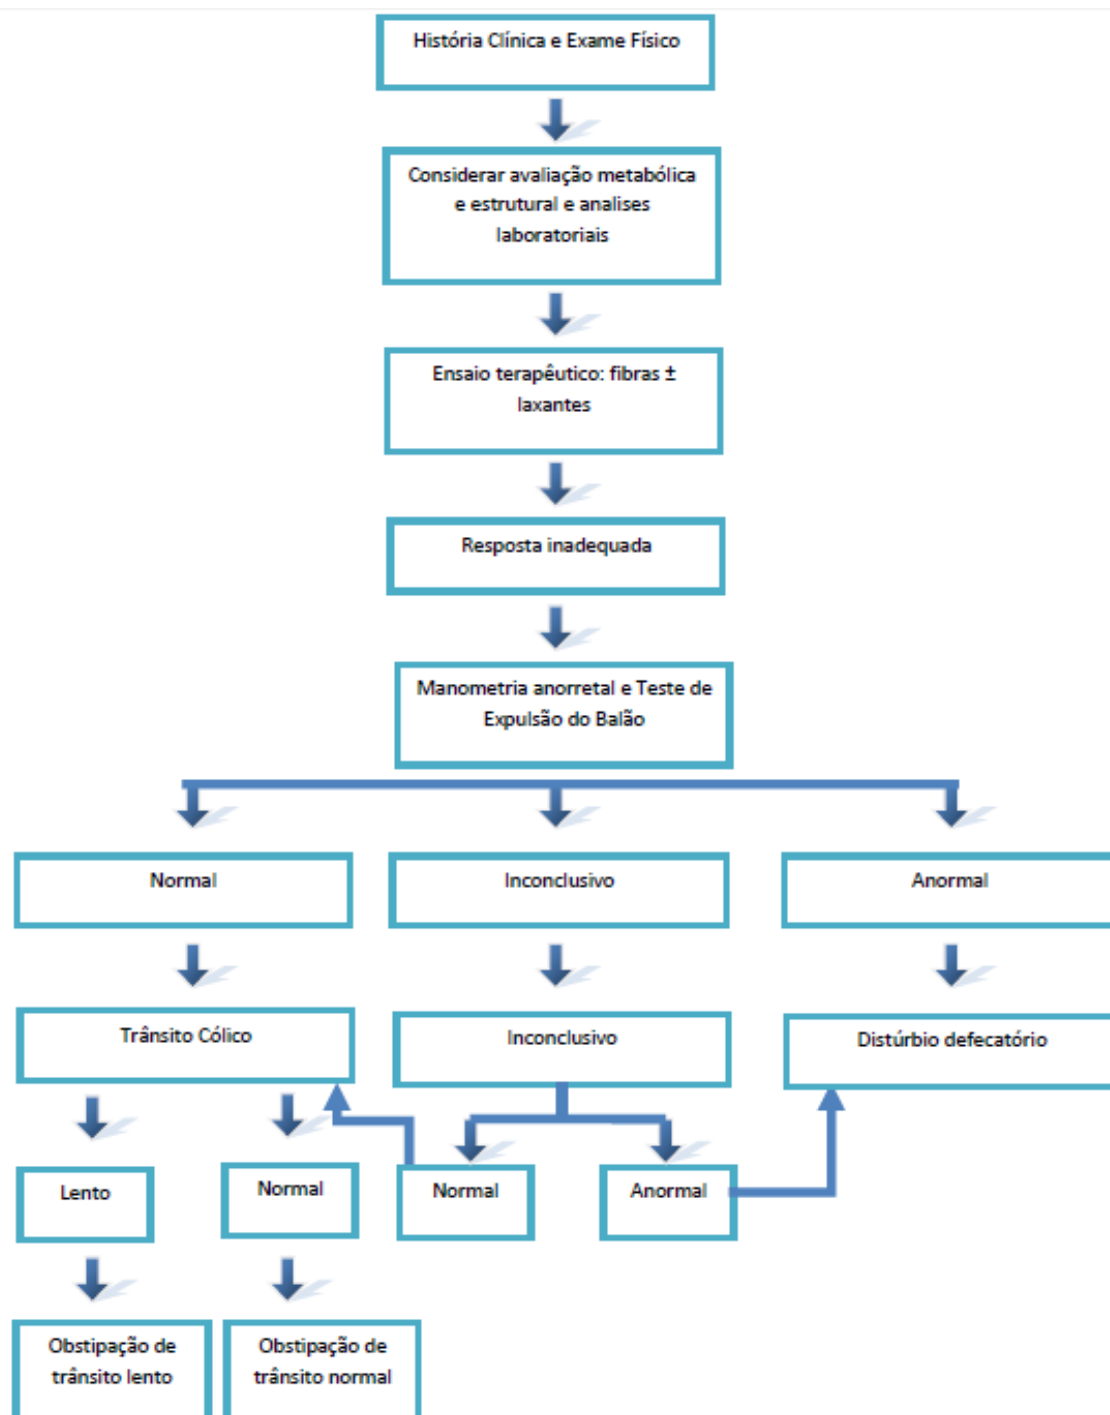 História Clínica e Exame Físico
Considerar avaliação metabólica
e estrutural e analises
laboratoriais
Ensaio terapêutico: fibras ±
laxantes
Resposta inadequada
Manometria anorretal e Teste de
Expulsão do Balão
Normal
Inconclusivo
Anormal
Trânsito Cólico
Inconclusivo
Distúrbio defecatório
Lento
Normal
Normal
Anormal
Obstipação de
trânsito lento
Obstipação de
trânsito normal